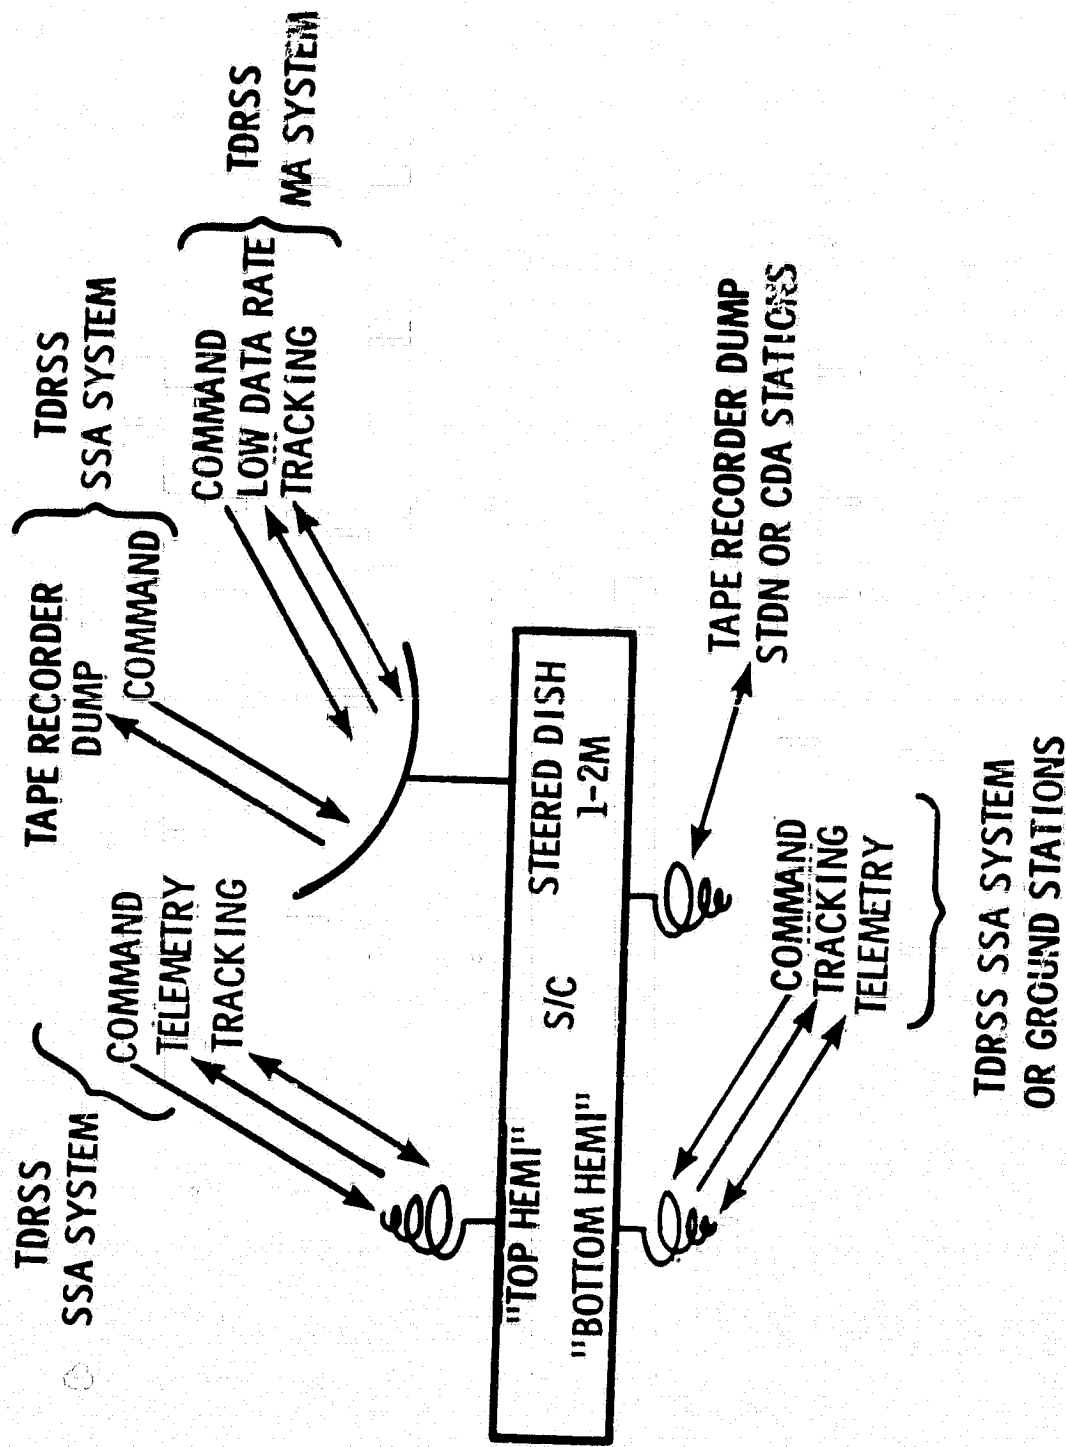 TDRSS
SSA SYSTEM
COMMAND
TELEMETRY
TRACKING
TAPE RECORDER
DUMP
COMMAND
TDRSS
SSA SYSTEM
COMMAND
LOW DATA RATE
TRACKING
TDRSS
MA SYSTEM
"TOP HEMI"
"BOTTOM HEMI"
S/C
STEERED DISH
1-2M
COMMAND
TRACKING
TELEMETRY
TDRSS SSA SYSTEM
OR GROUND STATIONS
TAPE RECORDER DUMP
STDN OR CDA STATIONS